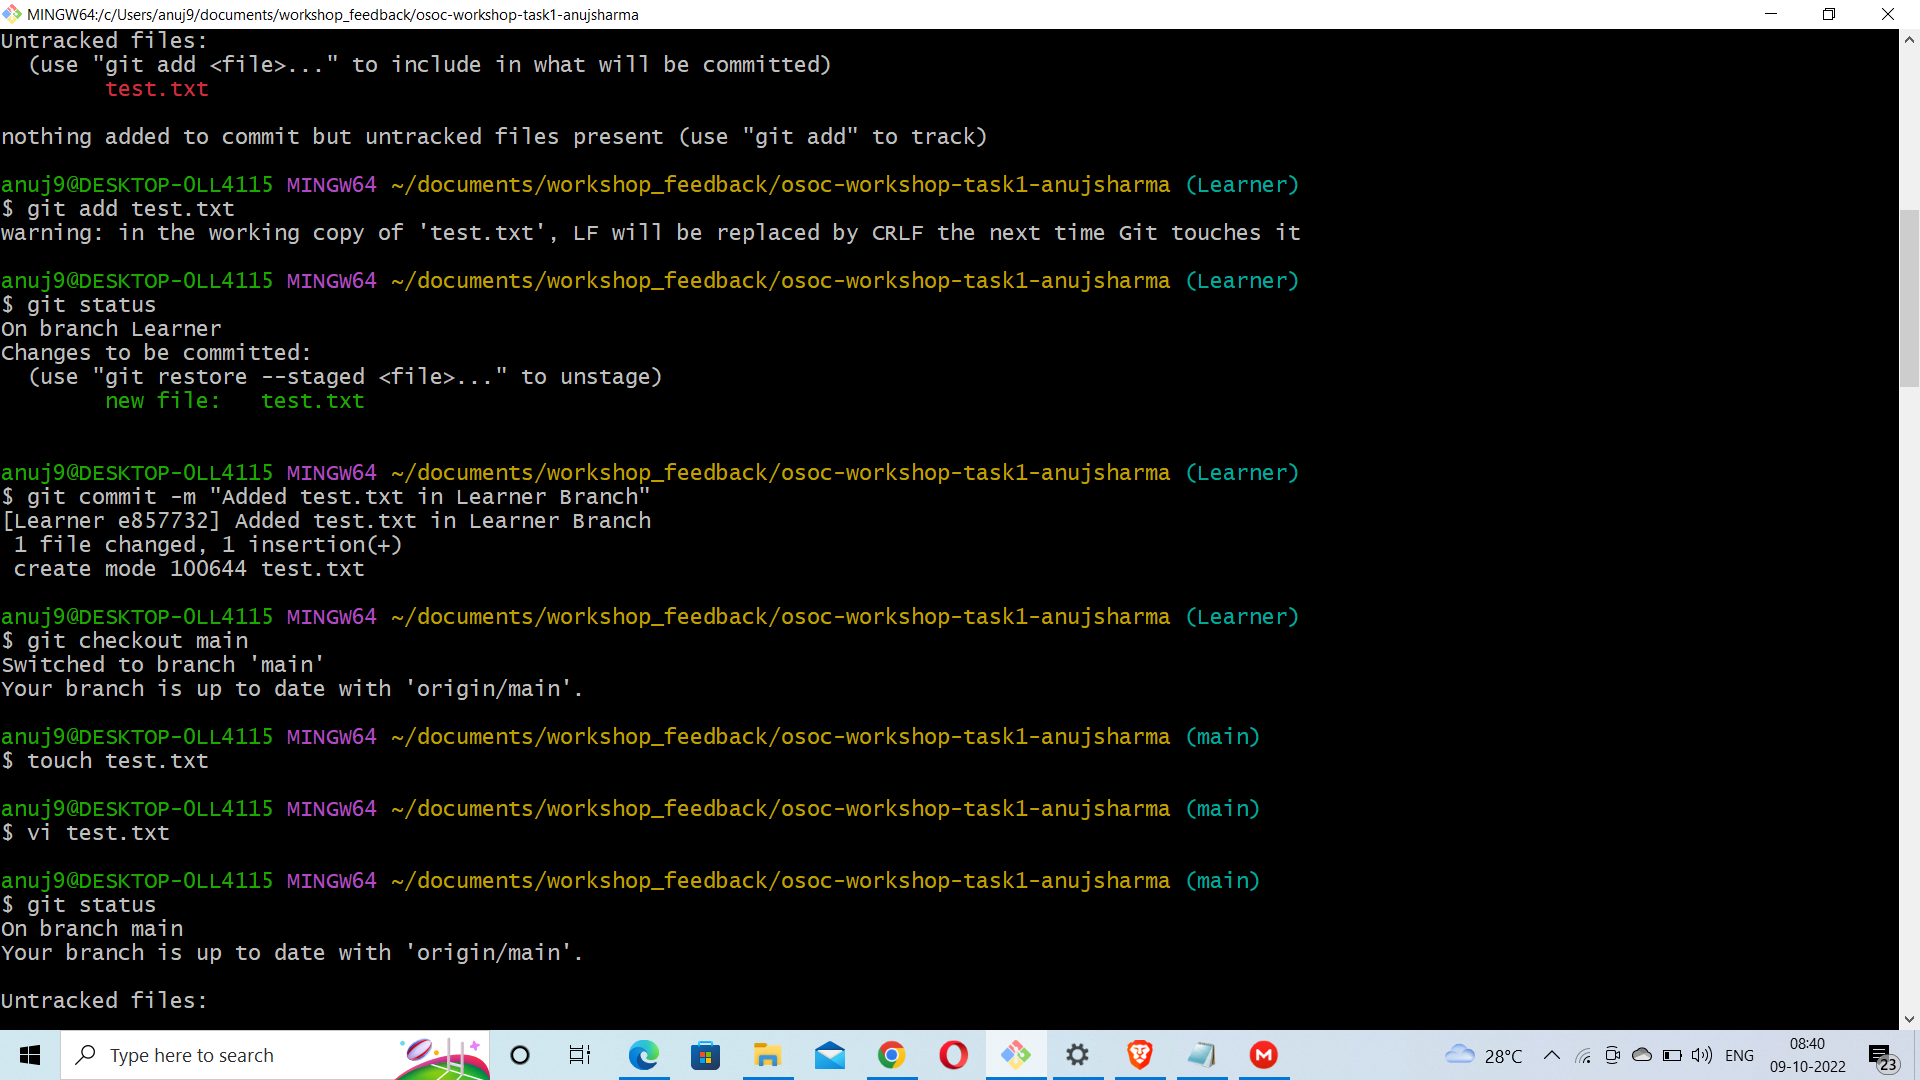 MINGW64:/c/Users/anuj9/documents/workshop_feedback/osoc-workshop-task1-anujsharma
Untracked files:
  (use "git add <file>..." to include in what will be committed)
        test.txt

nothing added to commit but untracked files present (use "git add" to track)

anuj9@DESKTOP-0LL4115 MINGW64 ~/documents/workshop_feedback/osoc-workshop-task1-anujsharma (Learner)
$ git add test.txt
warning: in the working copy of 'test.txt', LF will be replaced by CRLF the next time Git touches it

anuj9@DESKTOP-0LL4115 MINGW64 ~/documents/workshop_feedback/osoc-workshop-task1-anujsharma (Learner)
$ git status
On branch Learner
Changes to be committed:
  (use "git restore --staged <file>..." to unstage)
        new file:   test.txt


anuj9@DESKTOP-0LL4115 MINGW64 ~/documents/workshop_feedback/osoc-workshop-task1-anujsharma (Learner)
$ git commit -m "Added test.txt in Learner Branch"
[Learner e857732] Added test.txt in Learner Branch
 1 file changed, 1 insertion(+)
 create mode 100644 test.txt

anuj9@DESKTOP-0LL4115 MINGW64 ~/documents/workshop_feedback/osoc-workshop-task1-anujsharma (Learner)
$ git checkout main
Switched to branch 'main'
Your branch is up to date with 'origin/main'.

anuj9@DESKTOP-0LL4115 MINGW64 ~/documents/workshop_feedback/osoc-workshop-task1-anujsharma (main)
$ touch test.txt

anuj9@DESKTOP-0LL4115 MINGW64 ~/documents/workshop_feedback/osoc-workshop-task1-anujsharma (main)
$ vi test.txt

anuj9@DESKTOP-0LL4115 MINGW64 ~/documents/workshop_feedback/osoc-workshop-task1-anujsharma (main)
$ git status
On branch main
Your branch is up to date with 'origin/main'.

Untracked files:
Type here to search
28°C
ENG
08:40
09-10-2022
23